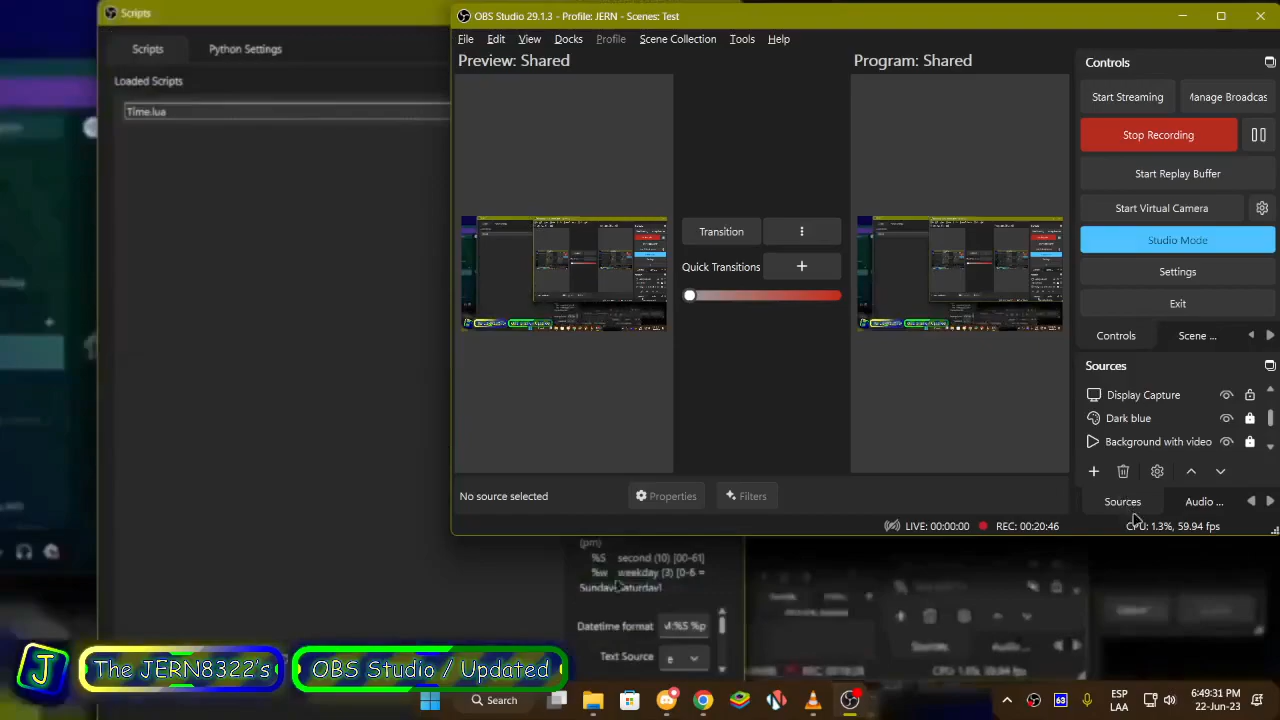 Scripts
Scripts
Python Settings
Loaded Scripts
Time.lua
OBS Studio 29.1.3 - Profile: JERN - Scenes: Test
File Edit View Docks Profile Scene Collection Tools Help
Preview: Shared
Program: Shared
Transition
Quick Transitions
No source selected
Properties
Filters
Controls
Start Streaming
Manage Broadcas
Stop Recording
Start Replay Buffer
Start Virtual Camera
Studio Mode
Settings
Exit
Controls
Scene ...
Sources
Display Capture
Dark blue
Background with video
Sources
Audio ...
LIVE: 00:00:00
REC: 00:20:46
CPU: 1.3%, 59.94 fps
(pm)
%S second (10) [00-61]
%w weekday (3) [0-6 =
Sunday-Saturday]
Datetime format
:%S %p
Text Source
e
J
The JERN8322's
OBS Studio / Updated
Search
63
ESP
LAA
6:49:31 PM
22-Jun-23